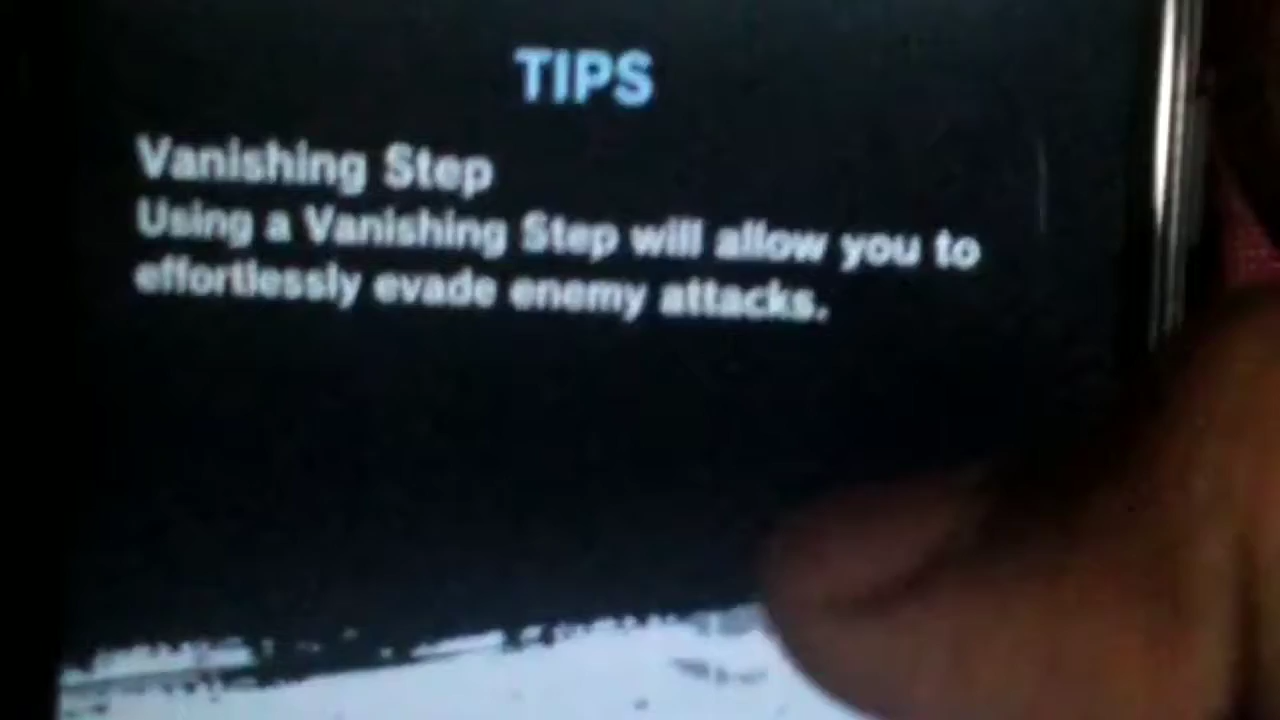 TIPS
Vanishing Step
Using a Vanishing Step will allow you to
effortlessly evade enemy attacks.